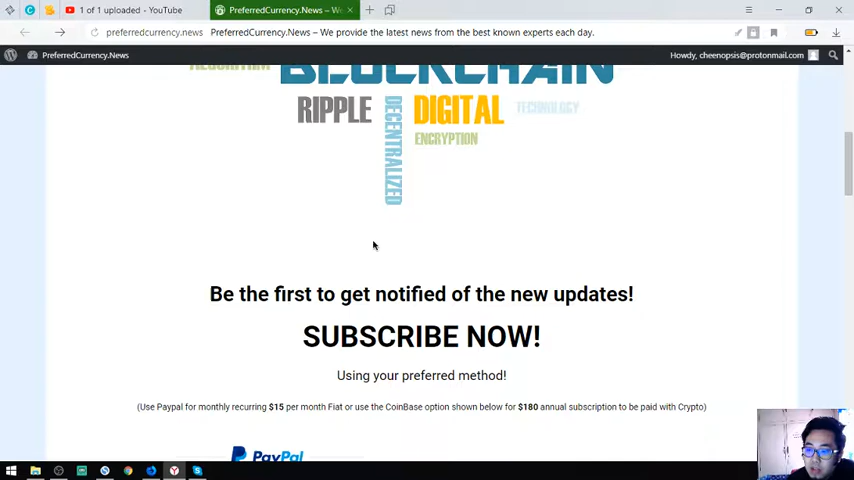 1 of 1 uploaded - YouTube
PreferredCurrency.News – W
preferredcurrency.news
PreferredCurrency.News – We provide the latest news from the best known experts each day.
PreferredCurrency.News
Howdy, cheenopsis@protonmail.com
ALGORITHM
BLOCKCHAIN
RIPPLE
DECENTRALIZED
DIGITAL
TECHNOLOGY
ENCRYPTION
Be the first to get notified of the new updates!
SUBSCRIBE NOW!
Using your preferred method!
(Use Paypal for monthly recurring $15 per month Fiat or use the CoinBase option shown below for $180 annual subscription to be paid with Crypto)
PayPal